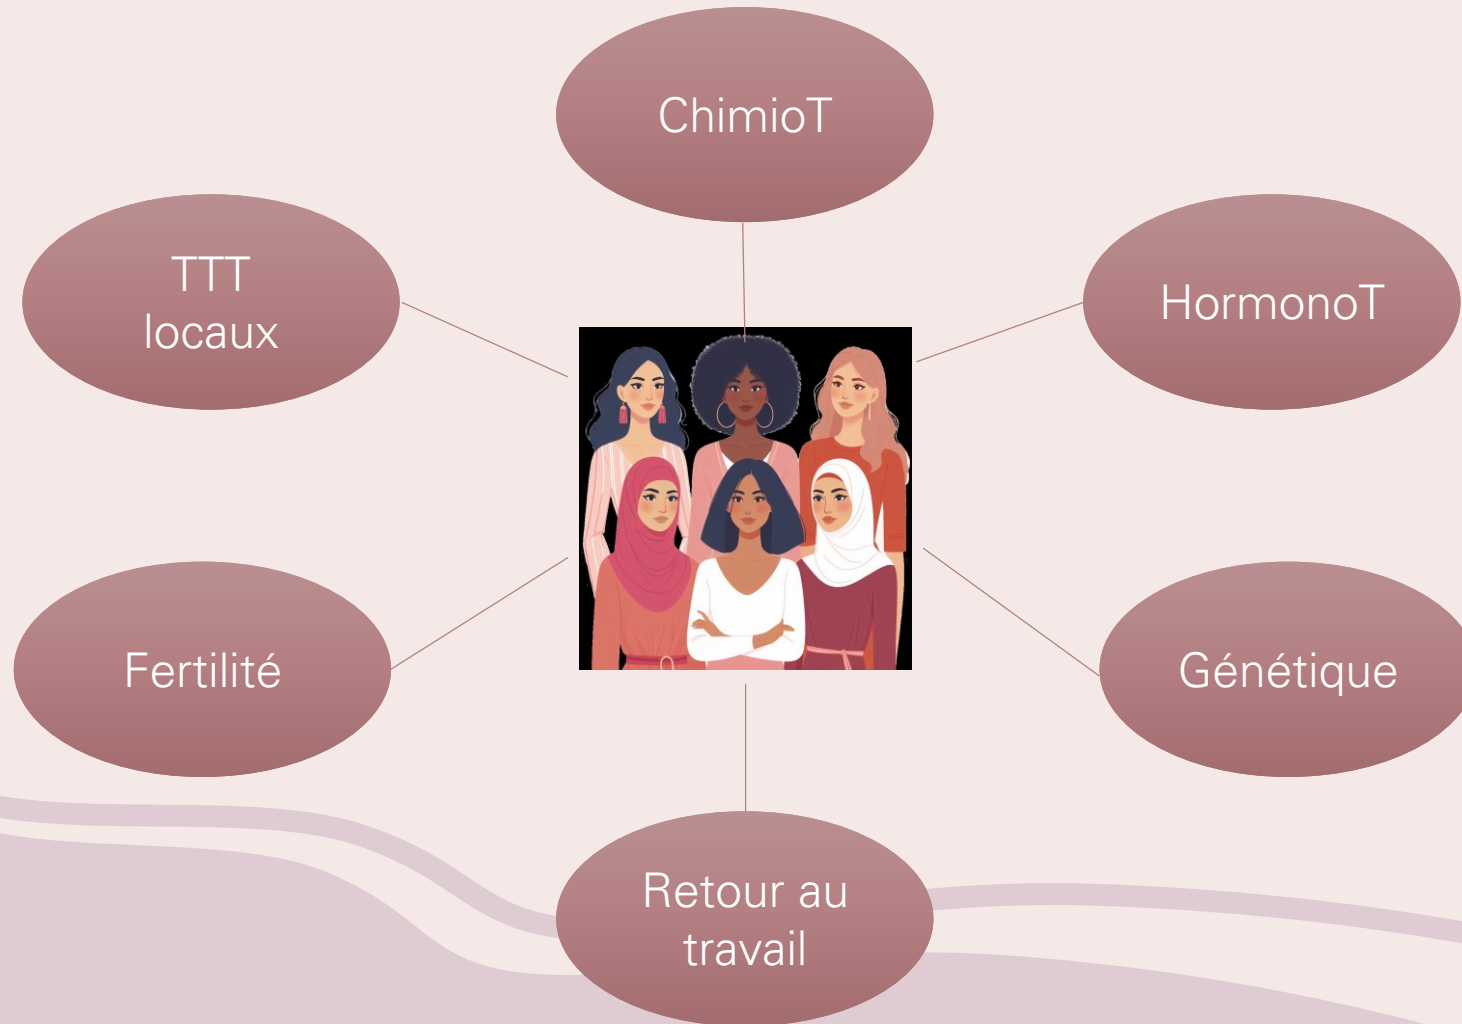 ChimioT
TTT
locaux
HormonoT
Fertilité
Génétique
Retour au
travail